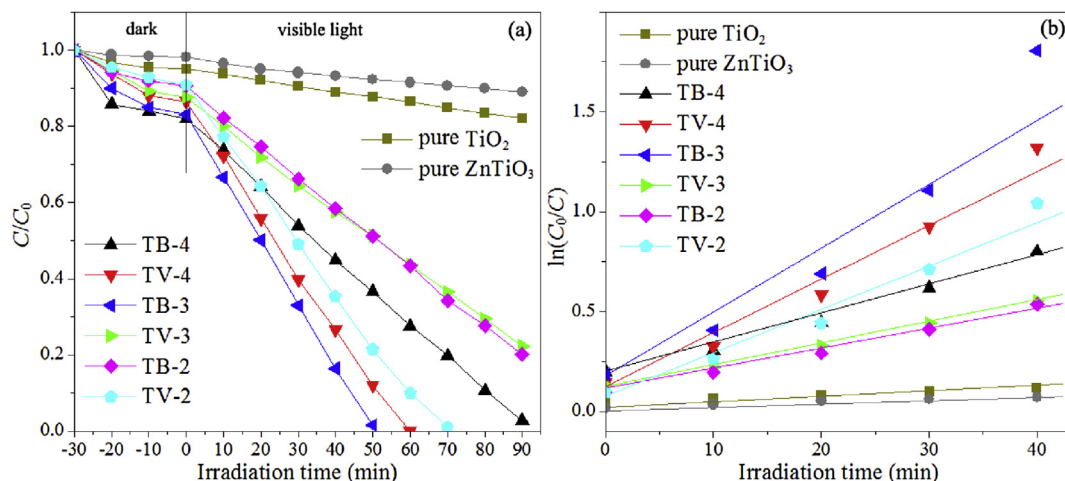 dark
visible light
(a)
pure TiO₂
pure ZnTiO₃
TB-4
TV-4
TB-3
TV-3
TB-2
TV-2
C/C₀
1.0
0.8
0.6
0.4
0.2
0.0
-30 -20 -10 0 10 20 30 40 50 60 70 80 90
Irradiation time (min)
(b)
pure TiO₂
pure ZnTiO₃
TB-4
TV-4
TB-3
TV-3
TB-2
TV-2
ln(C₀/C)
1.5
1.0
0.5
0.0
0 10 20 30 40
Irradiation time (min)